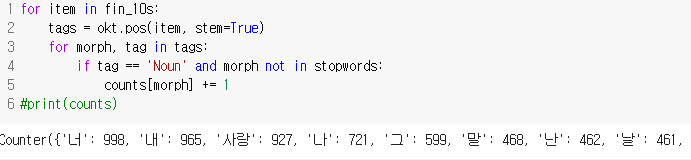 1 for item in fin_10s:
2     tags = okt.pos(item, stem=True)
3     for morph, tag in tags:
4         if tag == 'Noun' and morph not in stopwords:
5             counts[morph] += 1
6 #print(counts)
Counter({'너': 998, '내': 965, '사랑': 927, '나': 721, '그': 599, '말': 468, '난': 462, '날': 461,